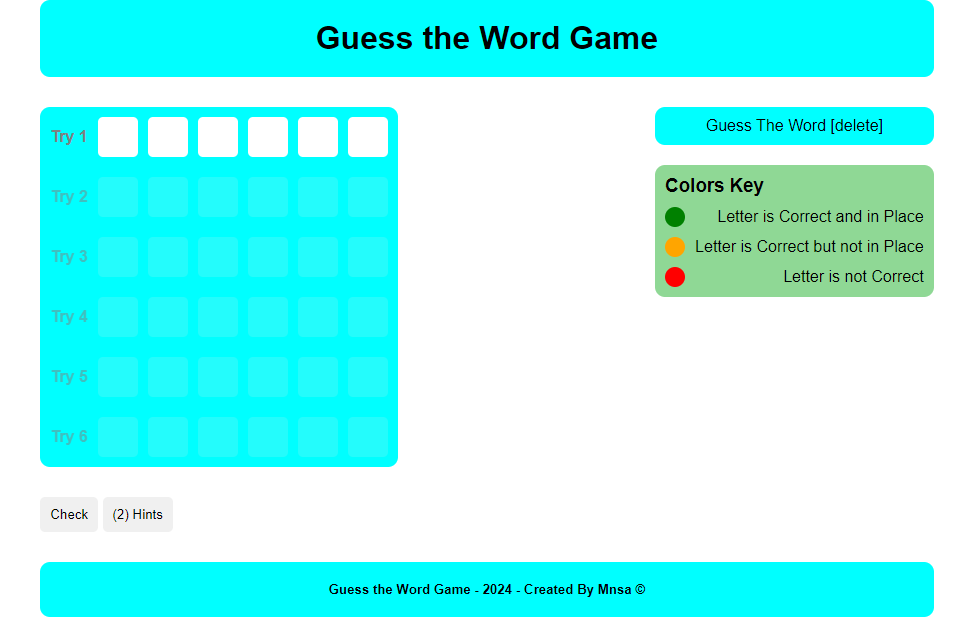 Guess the Word Game
Try 1
Try 2
Try 3
Try 4
Try 5
Try 6
Guess The Word [delete]
Colors Key
Letter is Correct and in Place
Letter is Correct but not in Place
Letter is not Correct
Check
(2) Hints
Guess the Word Game - 2024 - Created By Mnsa ©